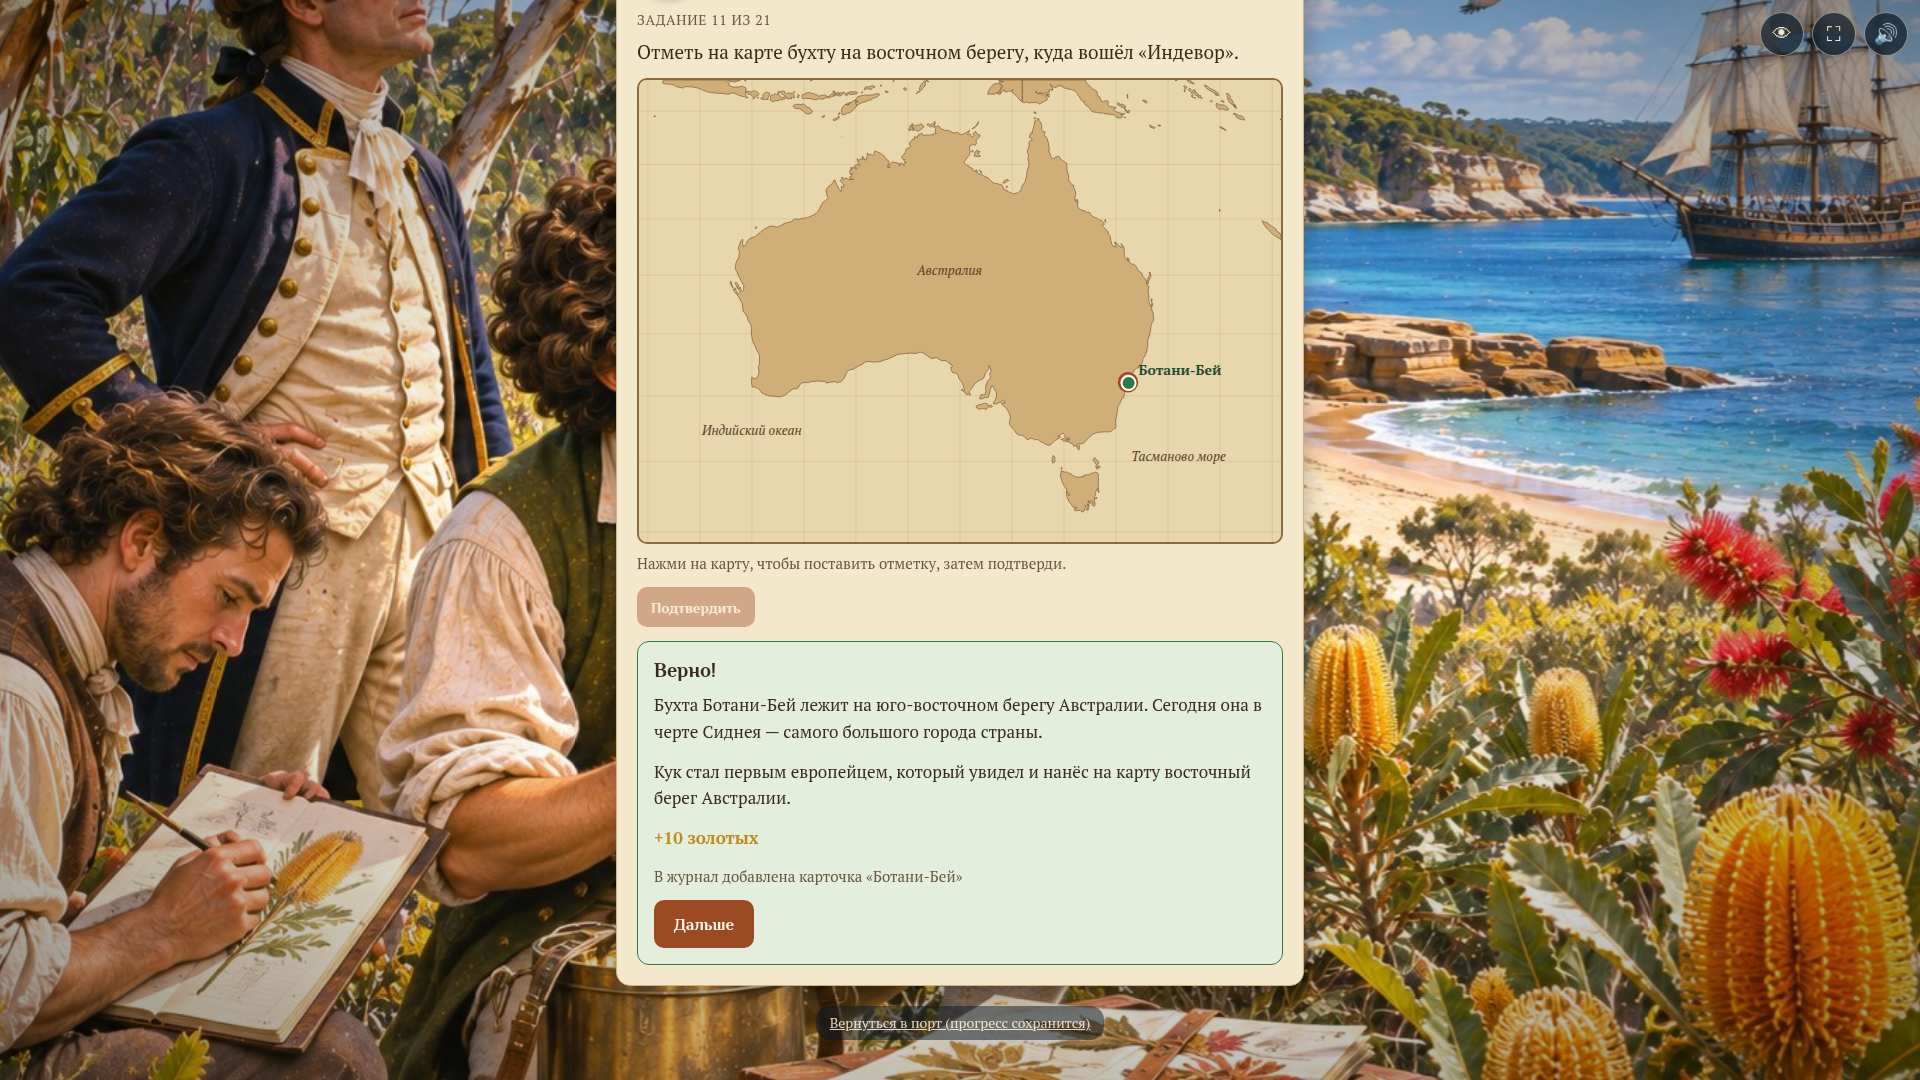 ЗАДАНИЕ 11 ИЗ 21
Отметь на карте бухту на восточном берегу, куда вошёл «Индевор».
Австралия
Ботани-Бей
Индийский океан
Тасманово море
Нажми на карту, чтобы поставить отметку, затем подтверди.
Подтвердить
Верно!
Бухта Ботани-Бей лежит на юго-восточном берегу Австралии. Сегодня она в
черте Сиднея — самого большого города страны.
Кук стал первым европейцем, который увидел и нанёс на карту восточный
берег Австралии.
+10 золотых
В журнал добавлена карточка «Ботани-Бей»
Дальше
Вернуться в порт (прогресс сохранится)